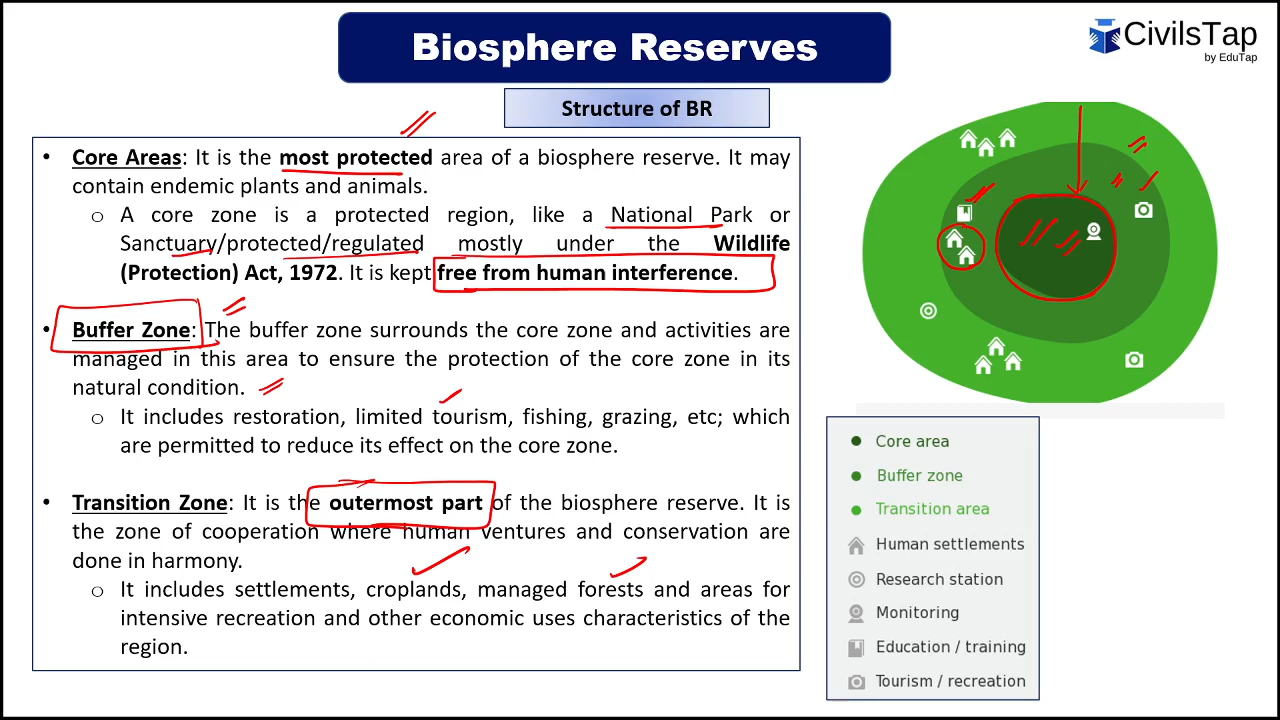 Biosphere Reserves
CivilsTap
by EduTap
Structure of BR
• Core Areas: It is the most protected area of a biosphere reserve. It may
contain endemic plants and animals.
o A core zone is a protected region, like a National Park or
Sanctuary/protected/regulated mostly under the Wildlife
(Protection) Act, 1972. It is kept free from human interference.
• Buffer Zone: The buffer zone surrounds the core zone and activities are
managed in this area to ensure the protection of the core zone in its
natural condition.
o It includes restoration, limited tourism, fishing, grazing, etc; which
are permitted to reduce its effect on the core zone.
• Transition Zone: It is the outermost part of the biosphere reserve. It is
the zone of cooperation where human ventures and conservation are
done in harmony.
o It includes settlements, croplands, managed forests and areas for
intensive recreation and other economic uses characteristics of the
region.
Core area
Buffer zone
Transition area
Human settlements
Research station
Monitoring
Education / training
Tourism / recreation